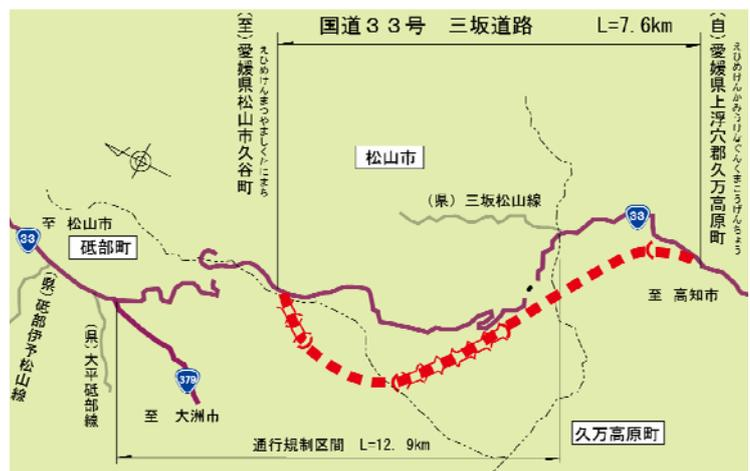 国道33号 三坂道路 L=7.6km
(至)愛媛県松山市久谷町
えひめけんまつやましくたにまち
(自)愛媛県上浮穴郡久万高原町
えひめけんかみうけなぐんくまこうげんちょう
松山市
(県)三坂松山線
33
至 松山市
33
砥部町
至 高知市
(県)砥部伊予松山線
(県)大平砥部線
379
至 大洲市
久万高原町
通行規制区間 L=12.9km